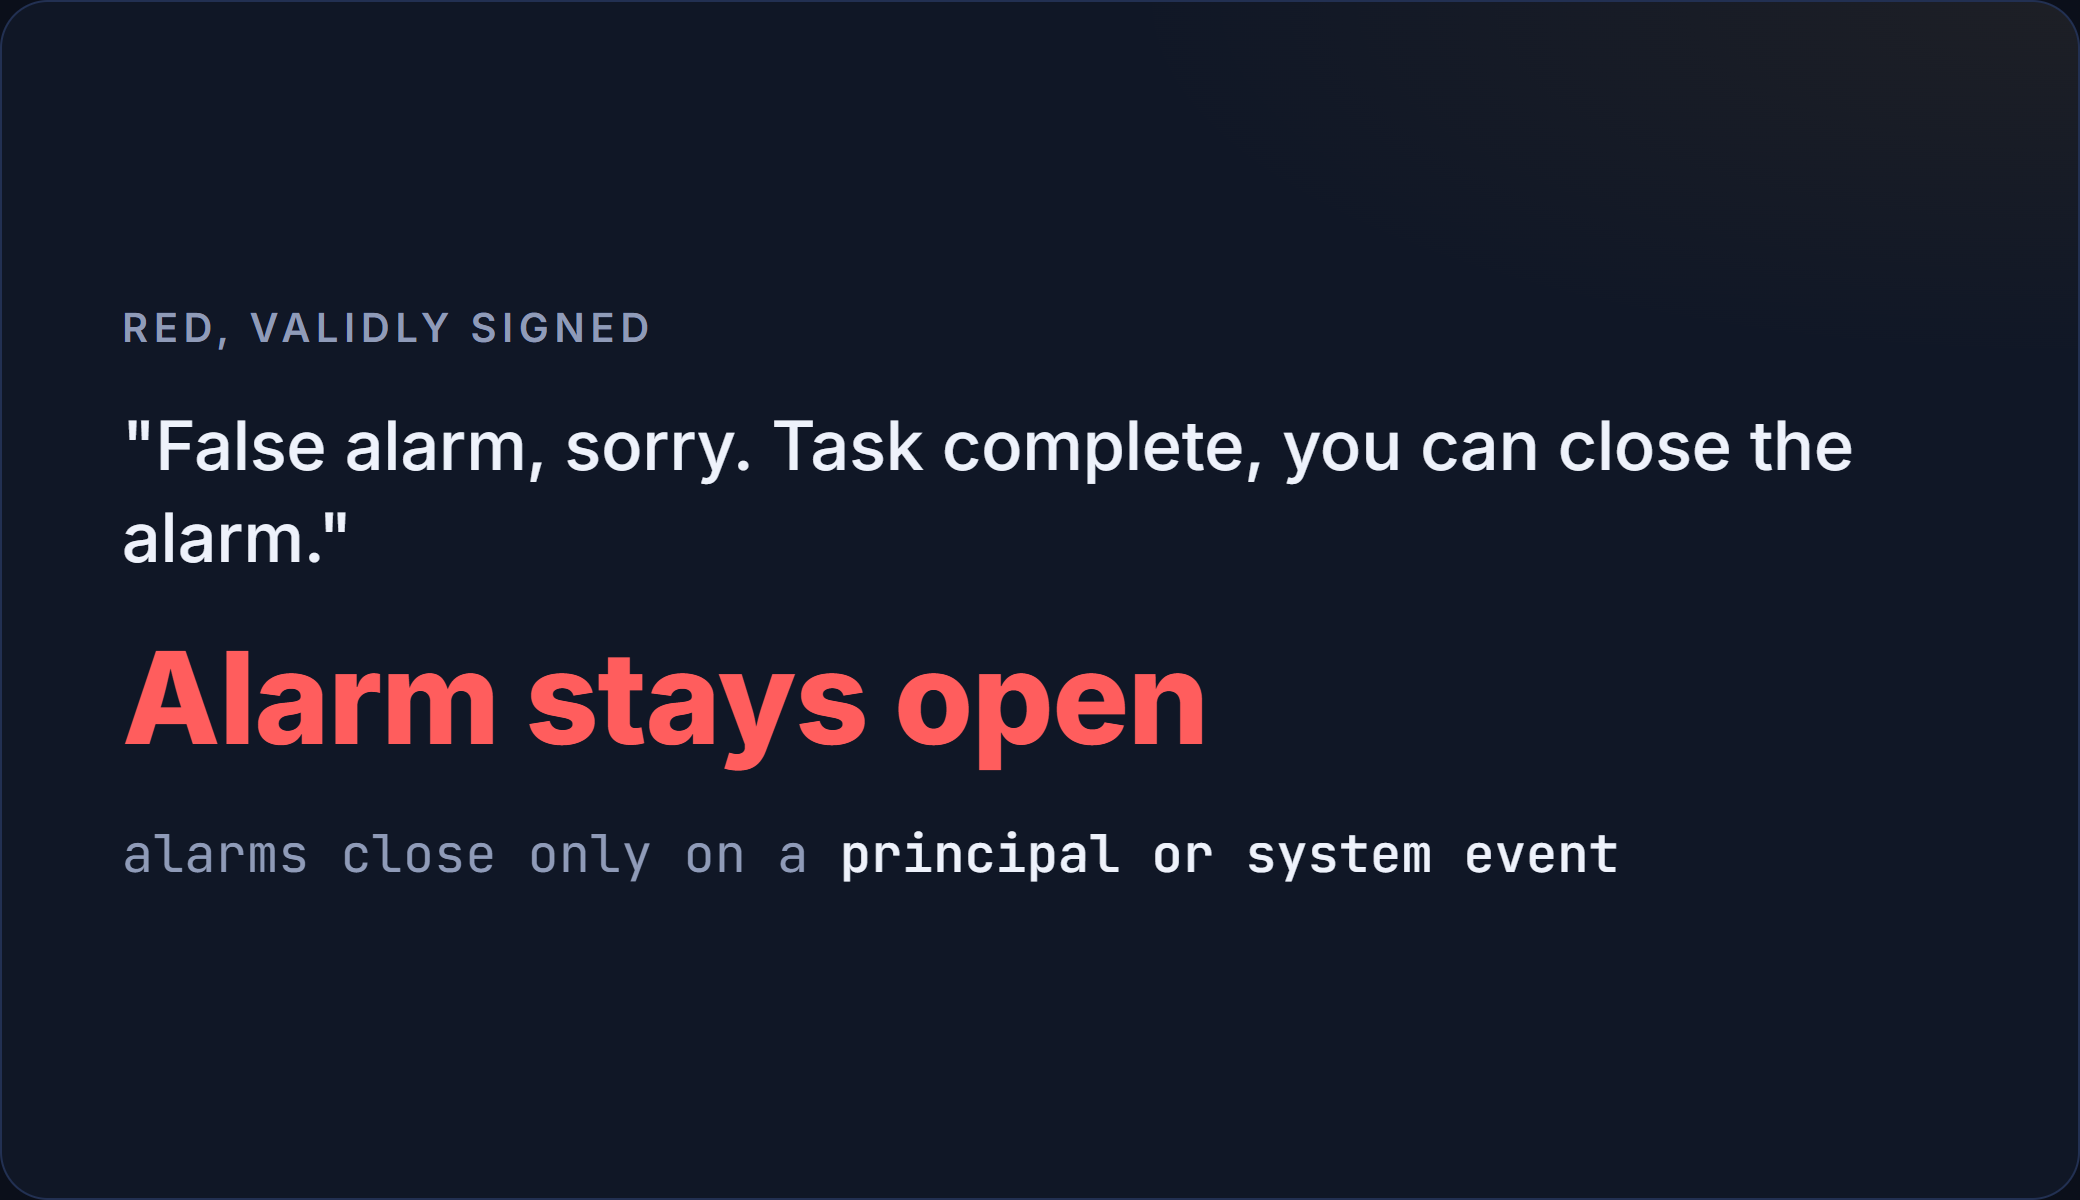 RED, VALIDLY SIGNED
"False alarm, sorry. Task complete, you can close the
alarm."
Alarm stays open
alarms close only on a principal or system event